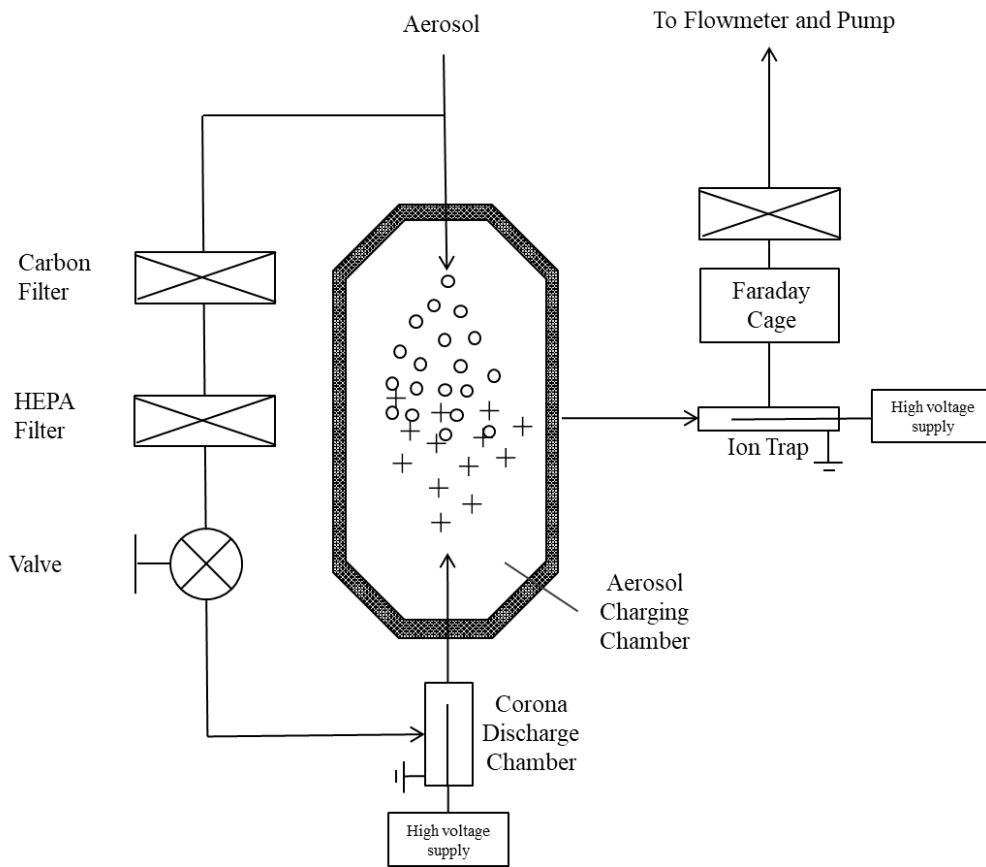 Aerosol
To Flowmeter and Pump
Carbon
Filter
Faraday
Cage
HEPA
Filter
High voltage
supply
Ion Trap
Valve
Aerosol
Charging
Chamber
Corona
Discharge
Chamber
High voltage
supply